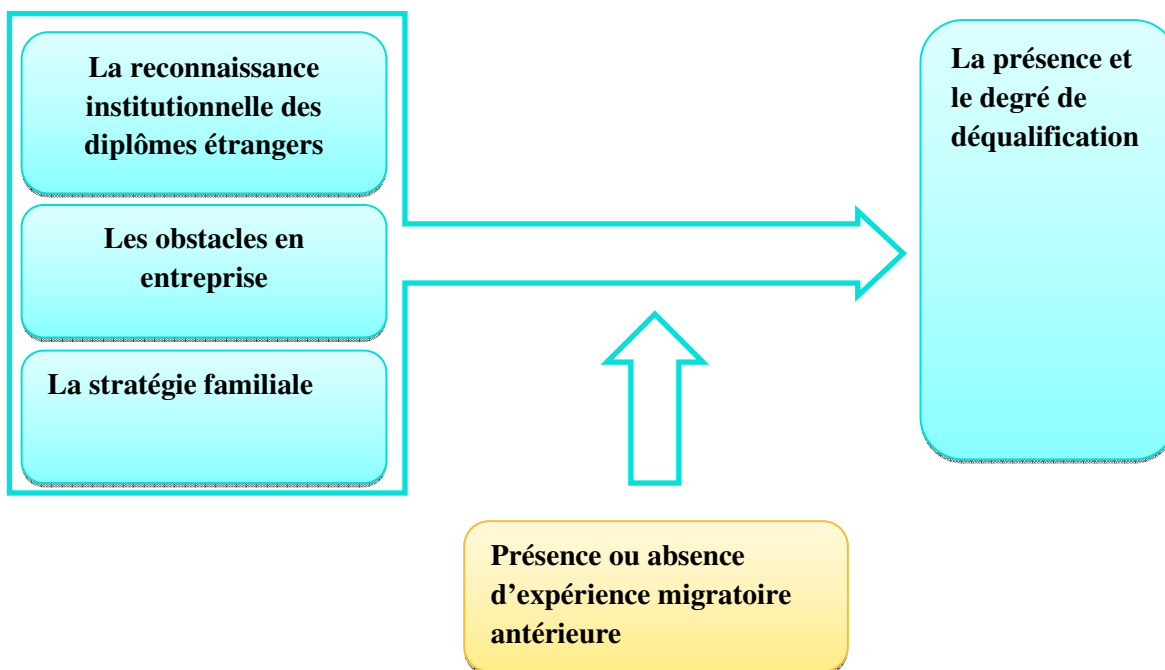 La reconnaissance
institutionnelle des
diplômes étrangers
Les obstacles en
entreprise
La stratégie familiale
La présence et
le degré de
déqualification
Présence ou absence
d’expérience migratoire
antérieure